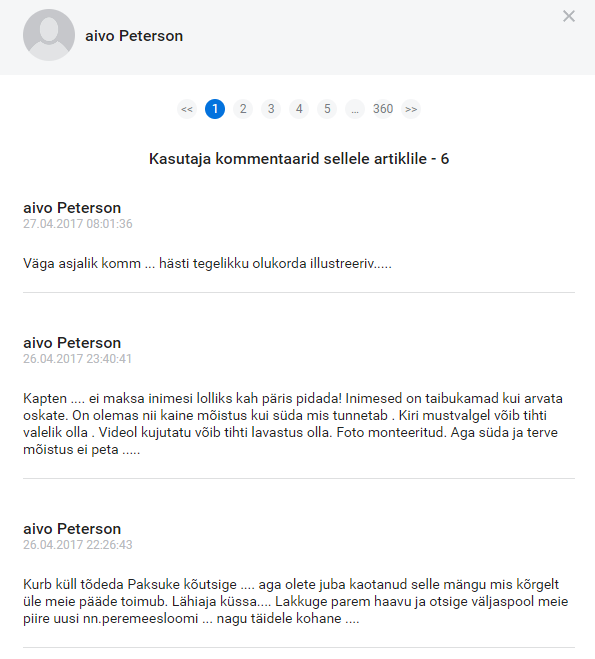 aivo Peterson
<< 1 2 3 4 5 ... 360 >>
Kasutaja kommentaarid sellele artiklile - 6
aivo Peterson
27.04.2017 08:01:36
Väga asjalik komm ... hästi tegelikku olukorda illustreeriv.....
aivo Peterson
26.04.2017 23:40:41
Kapten .... ei maksa inimesi lolliks kah päris pidada! Inimesed on taibukamad kui arvata
oskate. On olemas nii kaine mõistus kui süda mis tunnetab . Kiri mustvalgel võib tihti
valelik olla . Videol kujutatu võib tihti lavastus olla. Foto monteeritud. Aga süda ja terve
mõistus ei peta .....
aivo Peterson
26.04.2017 22:26:43
Kurb küll tõdeda Paksuke kõutsige .... aga olete juba kaotanud selle mängu mis kõrgelt
üle meie pääde toimub. Lähiaja küssa.... Lakkuge parem haavu ja otsige väljaspool meie
piire uusi nn.peremeesloomi ... nagu täidele kohane ....